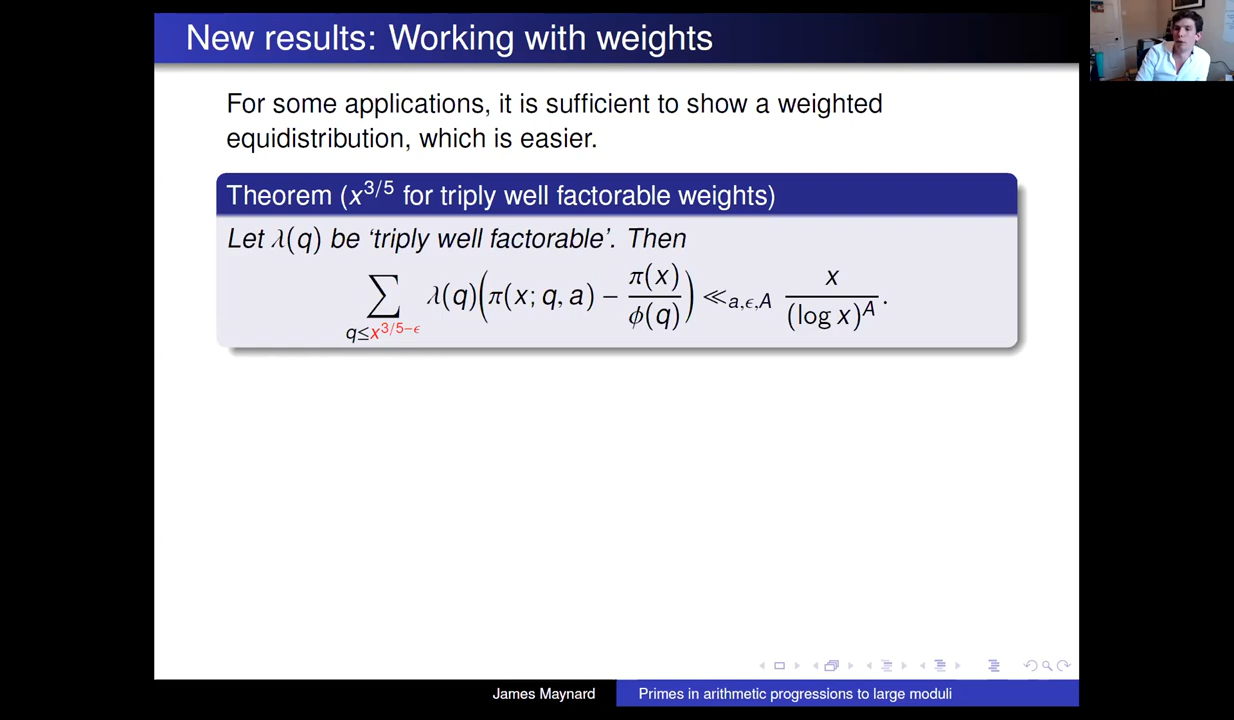 New results: Working with weights
For some applications, it is sufficient to show a weighted
equidistribution, which is easier.
Theorem (x^{3/5} for triply well factorable weights)
Let λ(q) be ‘triply well factorable’. Then
∑_{q≤x^{3/5−ϵ}} λ(q)(π(x; q, a) − π(x)/ϕ(q)) ≪_{a,ϵ,A} x/(log x)^A.
James Maynard
Primes in arithmetic progressions to large moduli